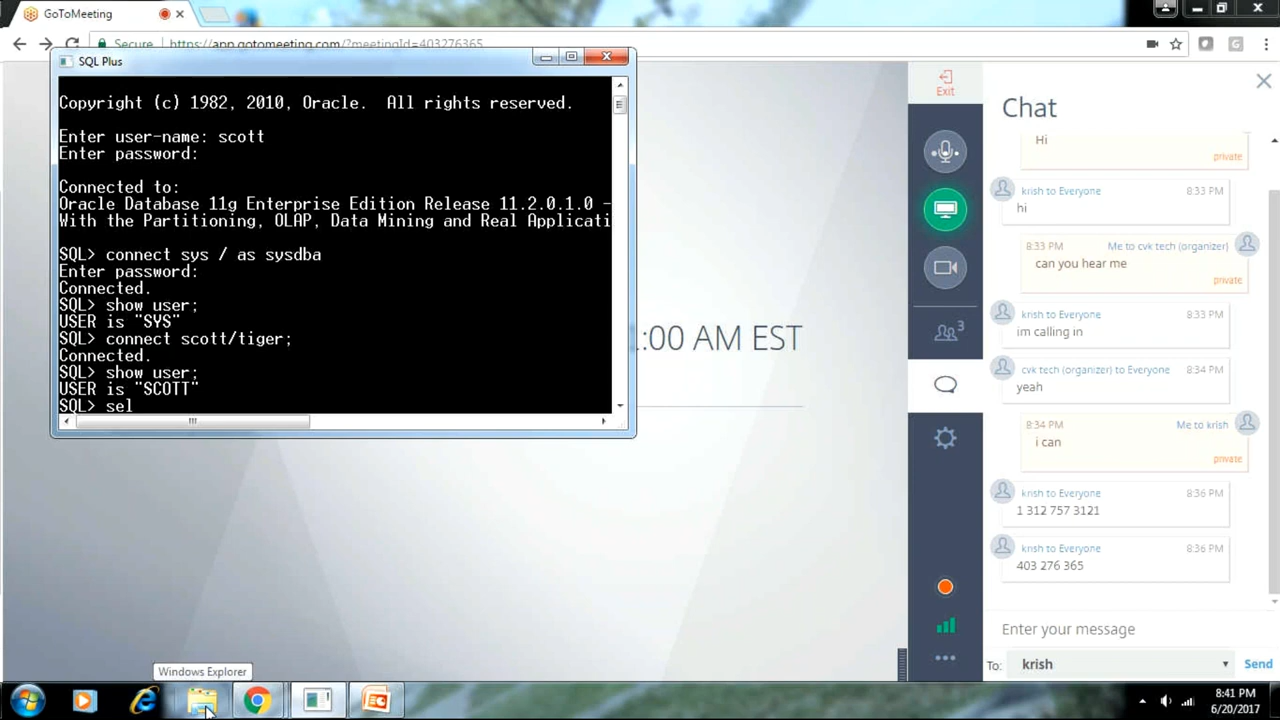 GoToMeeting
Secure
https://app.gotomeeting.com/?meetingId=403276365
SQL Plus
Copyright (c) 1982, 2010, Oracle.  All rights reserved.
Enter user-name: scott
Enter password:
Connected to:
Oracle Database 11g Enterprise Edition Release 11.2.0.1.0 -
With the Partitioning, OLAP, Data Mining and Real Applicati
SQL> connect sys / as sysdba
Enter password:
Connected.
SQL> show user;
USER is "SYS"
SQL> connect scott/tiger;
Connected.
SQL> show user;
USER is "SCOTT"
SQL> sel
:00 AM EST
Exit
3
Chat
Hi
private
krish to Everyone 8:33 PM
hi
8:33 PM Me to cvk tech (organizer)
can you hear me
private
krish to Everyone 8:33 PM
im calling in
cvk tech (organizer) to Everyone 8:34 PM
yeah
8:34 PM Me to krish
i can
private
krish to Everyone 8:36 PM
1 312 757 3121
krish to Everyone 8:36 PM
403 276 365
Enter your message
To: krish Send
Windows Explorer
8:41 PM
6/20/2017